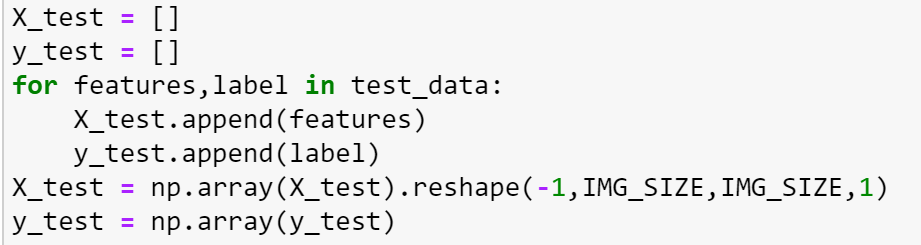 X_test = []
y_test = []
for features,label in test_data:
    X_test.append(features)
    y_test.append(label)
X_test = np.array(X_test).reshape(-1,IMG_SIZE,IMG_SIZE,1)
y_test = np.array(y_test)